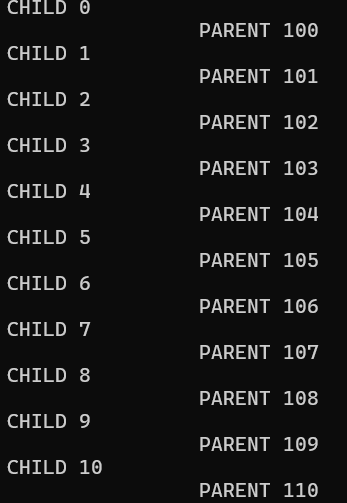 CHILD 0
PARENT 100
CHILD 1
PARENT 101
CHILD 2
PARENT 102
CHILD 3
PARENT 103
CHILD 4
PARENT 104
CHILD 5
PARENT 105
CHILD 6
PARENT 106
CHILD 7
PARENT 107
CHILD 8
PARENT 108
CHILD 9
PARENT 109
CHILD 10
PARENT 110